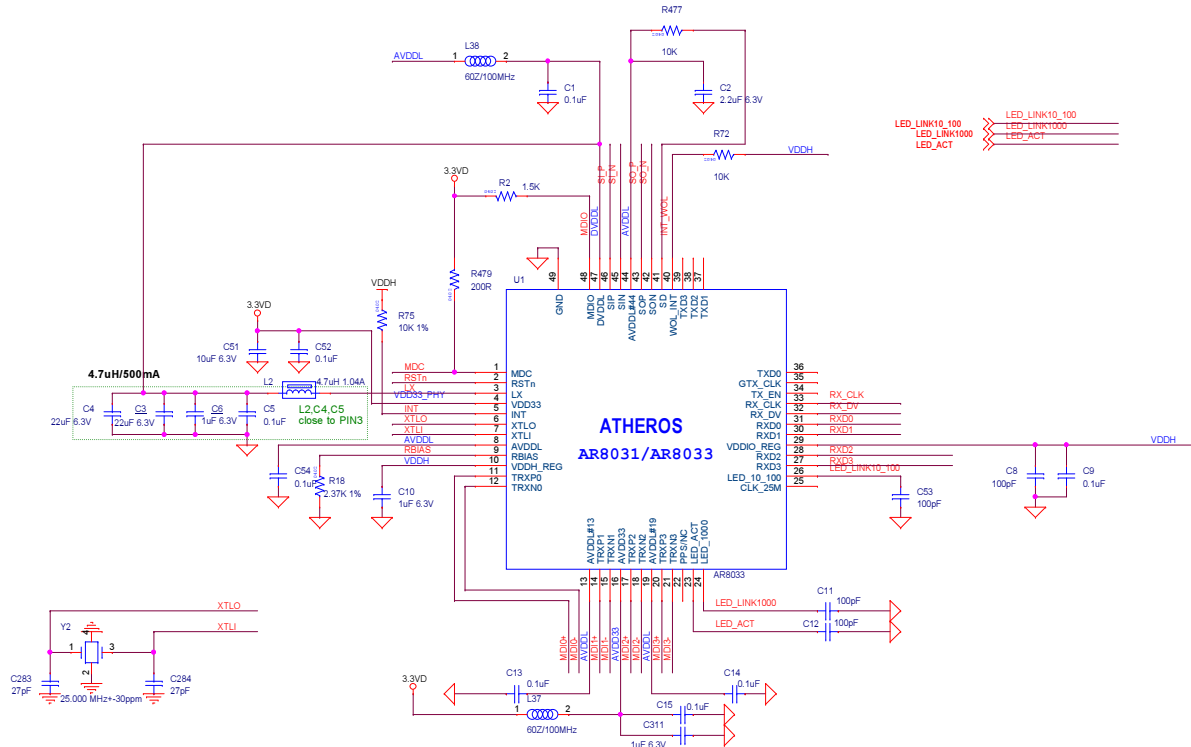 R477
10K
L38
AVDDL 1 2
60Z/100MHz
C1
0.1uF
C2
2.2uF 6.3V
LED_LINK10_100 LED_LINK10_100
LED_LINK1000 LED_LINK1000
LED_ACT LED_ACT
R72
VDDH
10K
3.3VD
R2
1.5K
MDIO
DVDDL
SI_P
SI_N
AVDDL
SO_P
SO_N
INT_WOL
R479
200R
U1
49 48 47 46 45 44 43 42 41 40 39 38 37
GND
MDIO
DVDDL
SIP
SIN
AVDDL#44
SOP
SON
SD
WOL_INT
TXD3
TXD2
TXD1
VDDH
R75
10K 1%
3.3VD
C51
10uF 6.3V
C52
0.1uF
4.7uH/500mA
L2
4.7uH 1.04A
C4
22uF 6.3V
C3
22uF 6.3V
C6
1uF 6.3V
C5
0.1uF
L2,C4,C5
close to PIN3
MDC 1 MDC
RSTn 2 RSTn
LX 3 LX
VDD33_PHY 4 VDD33
INT 5 INT
XTLO 6 XTLO
XTLI 7 XTLI
AVDDL 8 AVDDL
RBIAS 9 RBIAS
VDDH 10 VDDH_REG
11 TRXP0
12 TRXN0
ATHEROS
AR8031/AR8033
TXD0 36
GTX_CLK 35
TX_EN 34
RX_CLK 33 RX_CLK
RX_DV 32 RX_DV
RXD0 31 RXD0
RXD1 30 RXD1
VDDIO_REG 29 VDDH
RXD2 28 RXD2
RXD3 27 RXD3
LED_10_100 26 LED_LINK10_100
CLK_25M 25
C54
0.1uF
R18
2.37K 1%
C10
1uF 6.3V
C53
100pF
C8
100pF
C9
0.1uF
AVDDL#13
TRXP1
TRXN1
AVD33
TRXP2
TRXN2
AVDDL#19
TRXP3
TRXN3
PPS/NC
LED_ACT
LED_1000
AR8033
13 14 15 16 17 18 19 20 21 22 23 24
MDI0+
MDI0-
AVDDL
MDI1+
MDI1-
AVDD33
MDI2+
MDI2-
AVDDL
MDI3+
MDI3-
LED_LINK1000
C11
100pF
LED_ACT
C12
100pF
XTLO
XTLI
Y2
4
1 3
2
C283
27pF
C284
27pF
25.000 MHz+-30ppm
3.3VD
C13
0.1uF
L37
1 2
60Z/100MHz
C14
0.1uF
C15
0.1uF
C311
1uF 6.3V